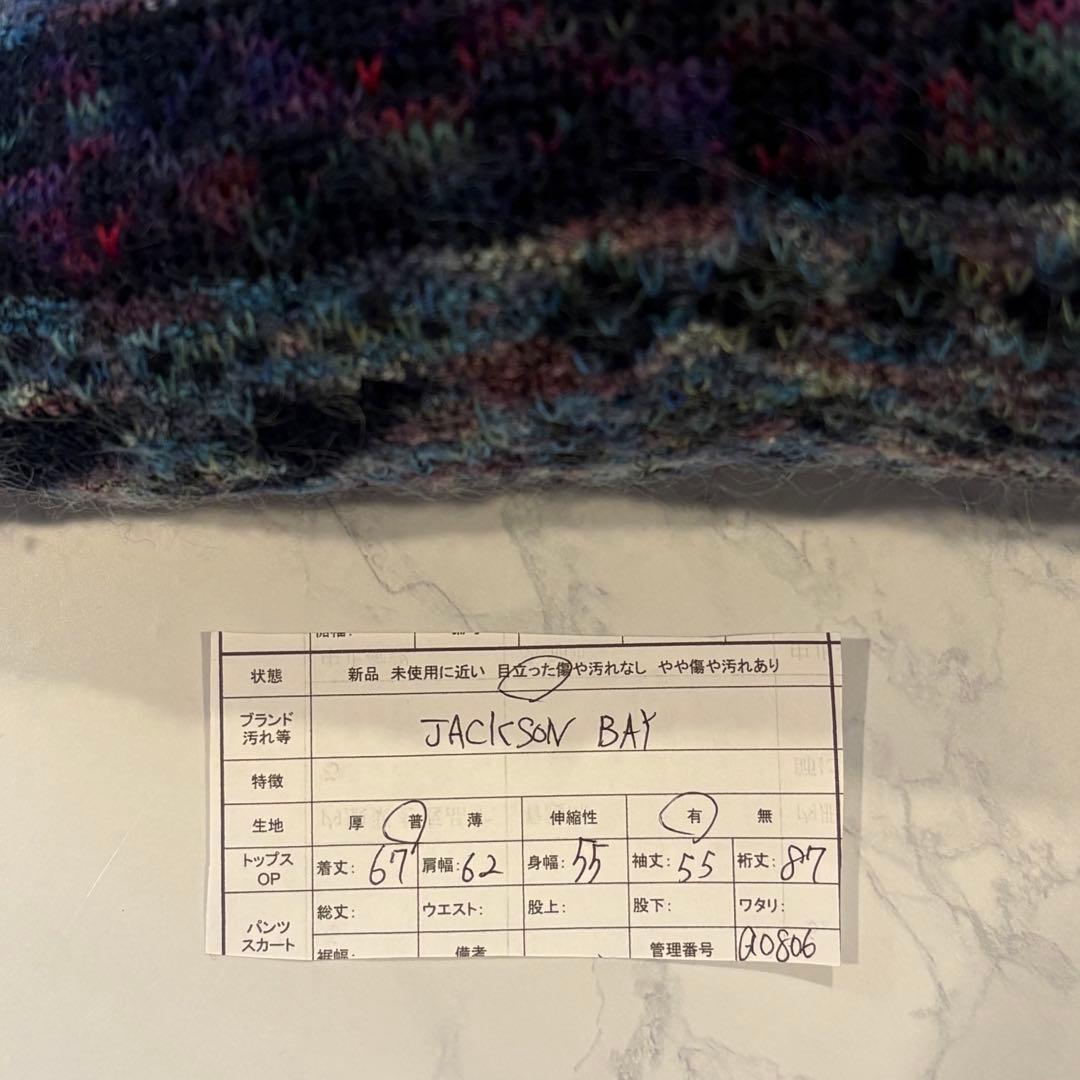 状態 新品 未使用に近い 目立った傷や汚れなし やや傷や汚れあり
ブランド
汚れ等
JACKSON BAY
特徴
生地 厚 普 薄 伸縮性 有 無
トップス
OP
着丈: 67 肩幅: 62 身幅: 55 袖丈: 55 裄丈: 87
パンツ
スカート
総丈: ウエスト: 股上: 股下: ワタリ:
裾幅: 備考 管理番号 Q0806